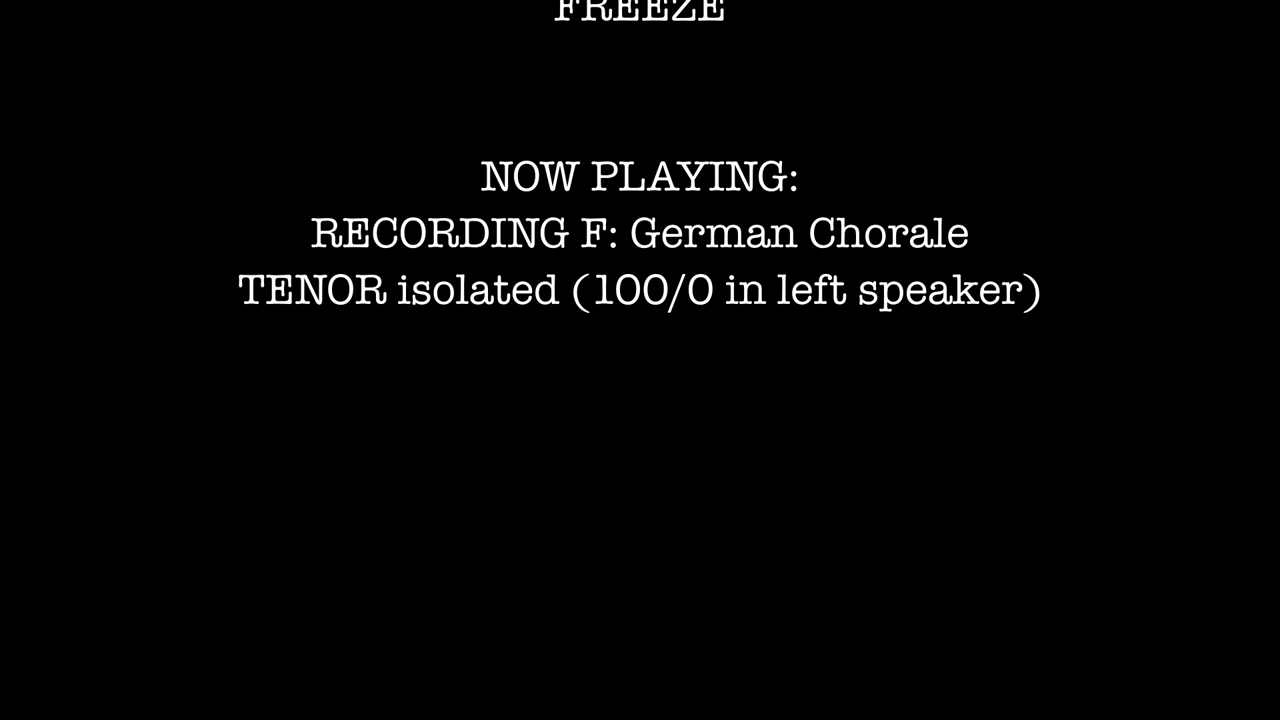 FREEZE
NOW PLAYING:
RECORDING F: German Chorale
TENOR isolated (100/0 in left speaker)